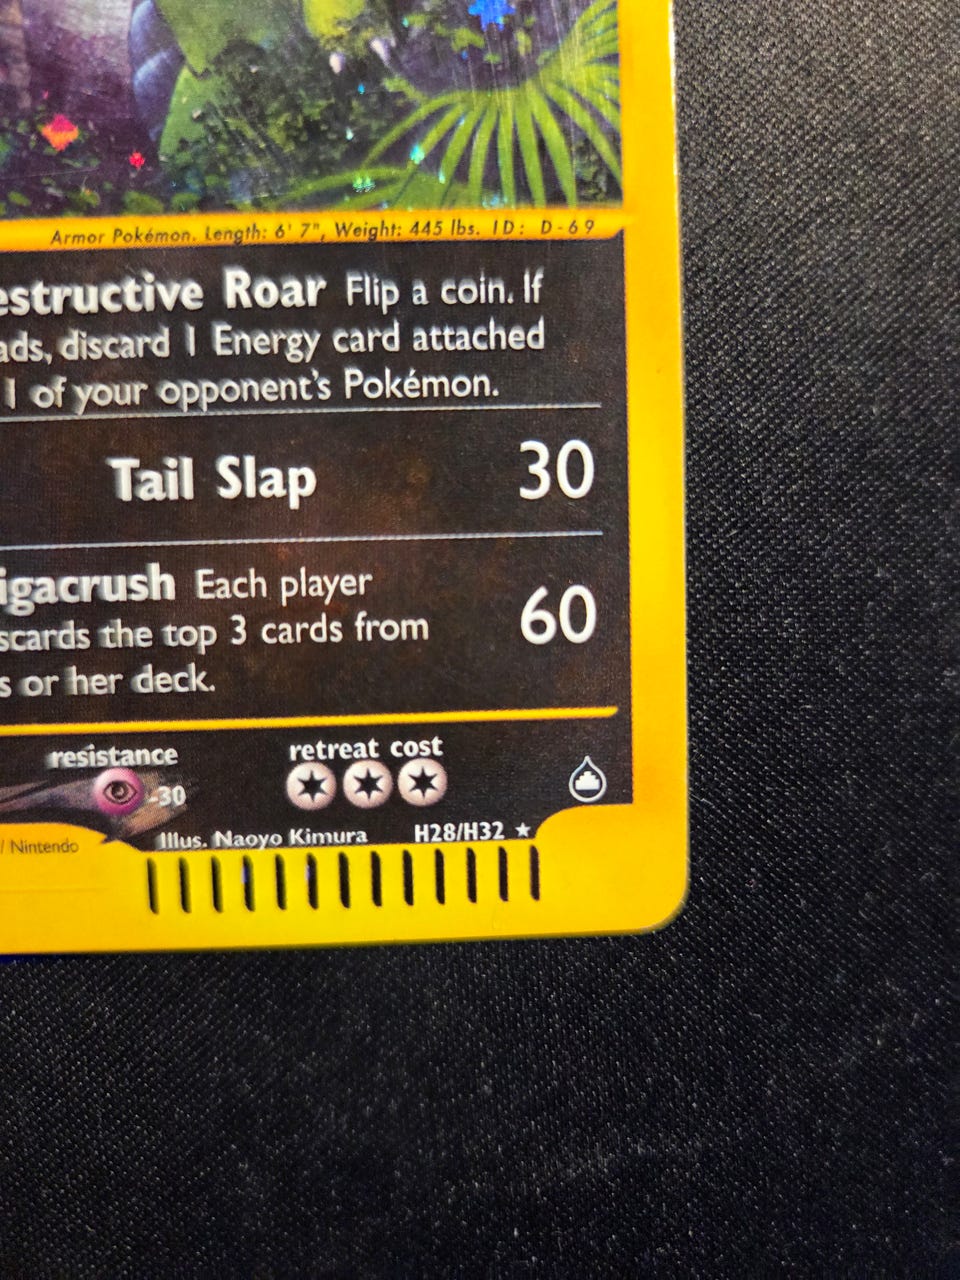 Armor Pokémon. Length: 6' 7", Weight: 445 lbs. ID: D-69
estructive Roar Flip a coin. If
ads, discard 1 Energy card attached
1 of your opponent's Pokémon.
Tail Slap 30
igacrush Each player
scards the top 3 cards from
s or her deck.
60
resistance
-30
retreat cost
/ Nintendo
Illus. Naoyo Kimura
H28/H32 ★